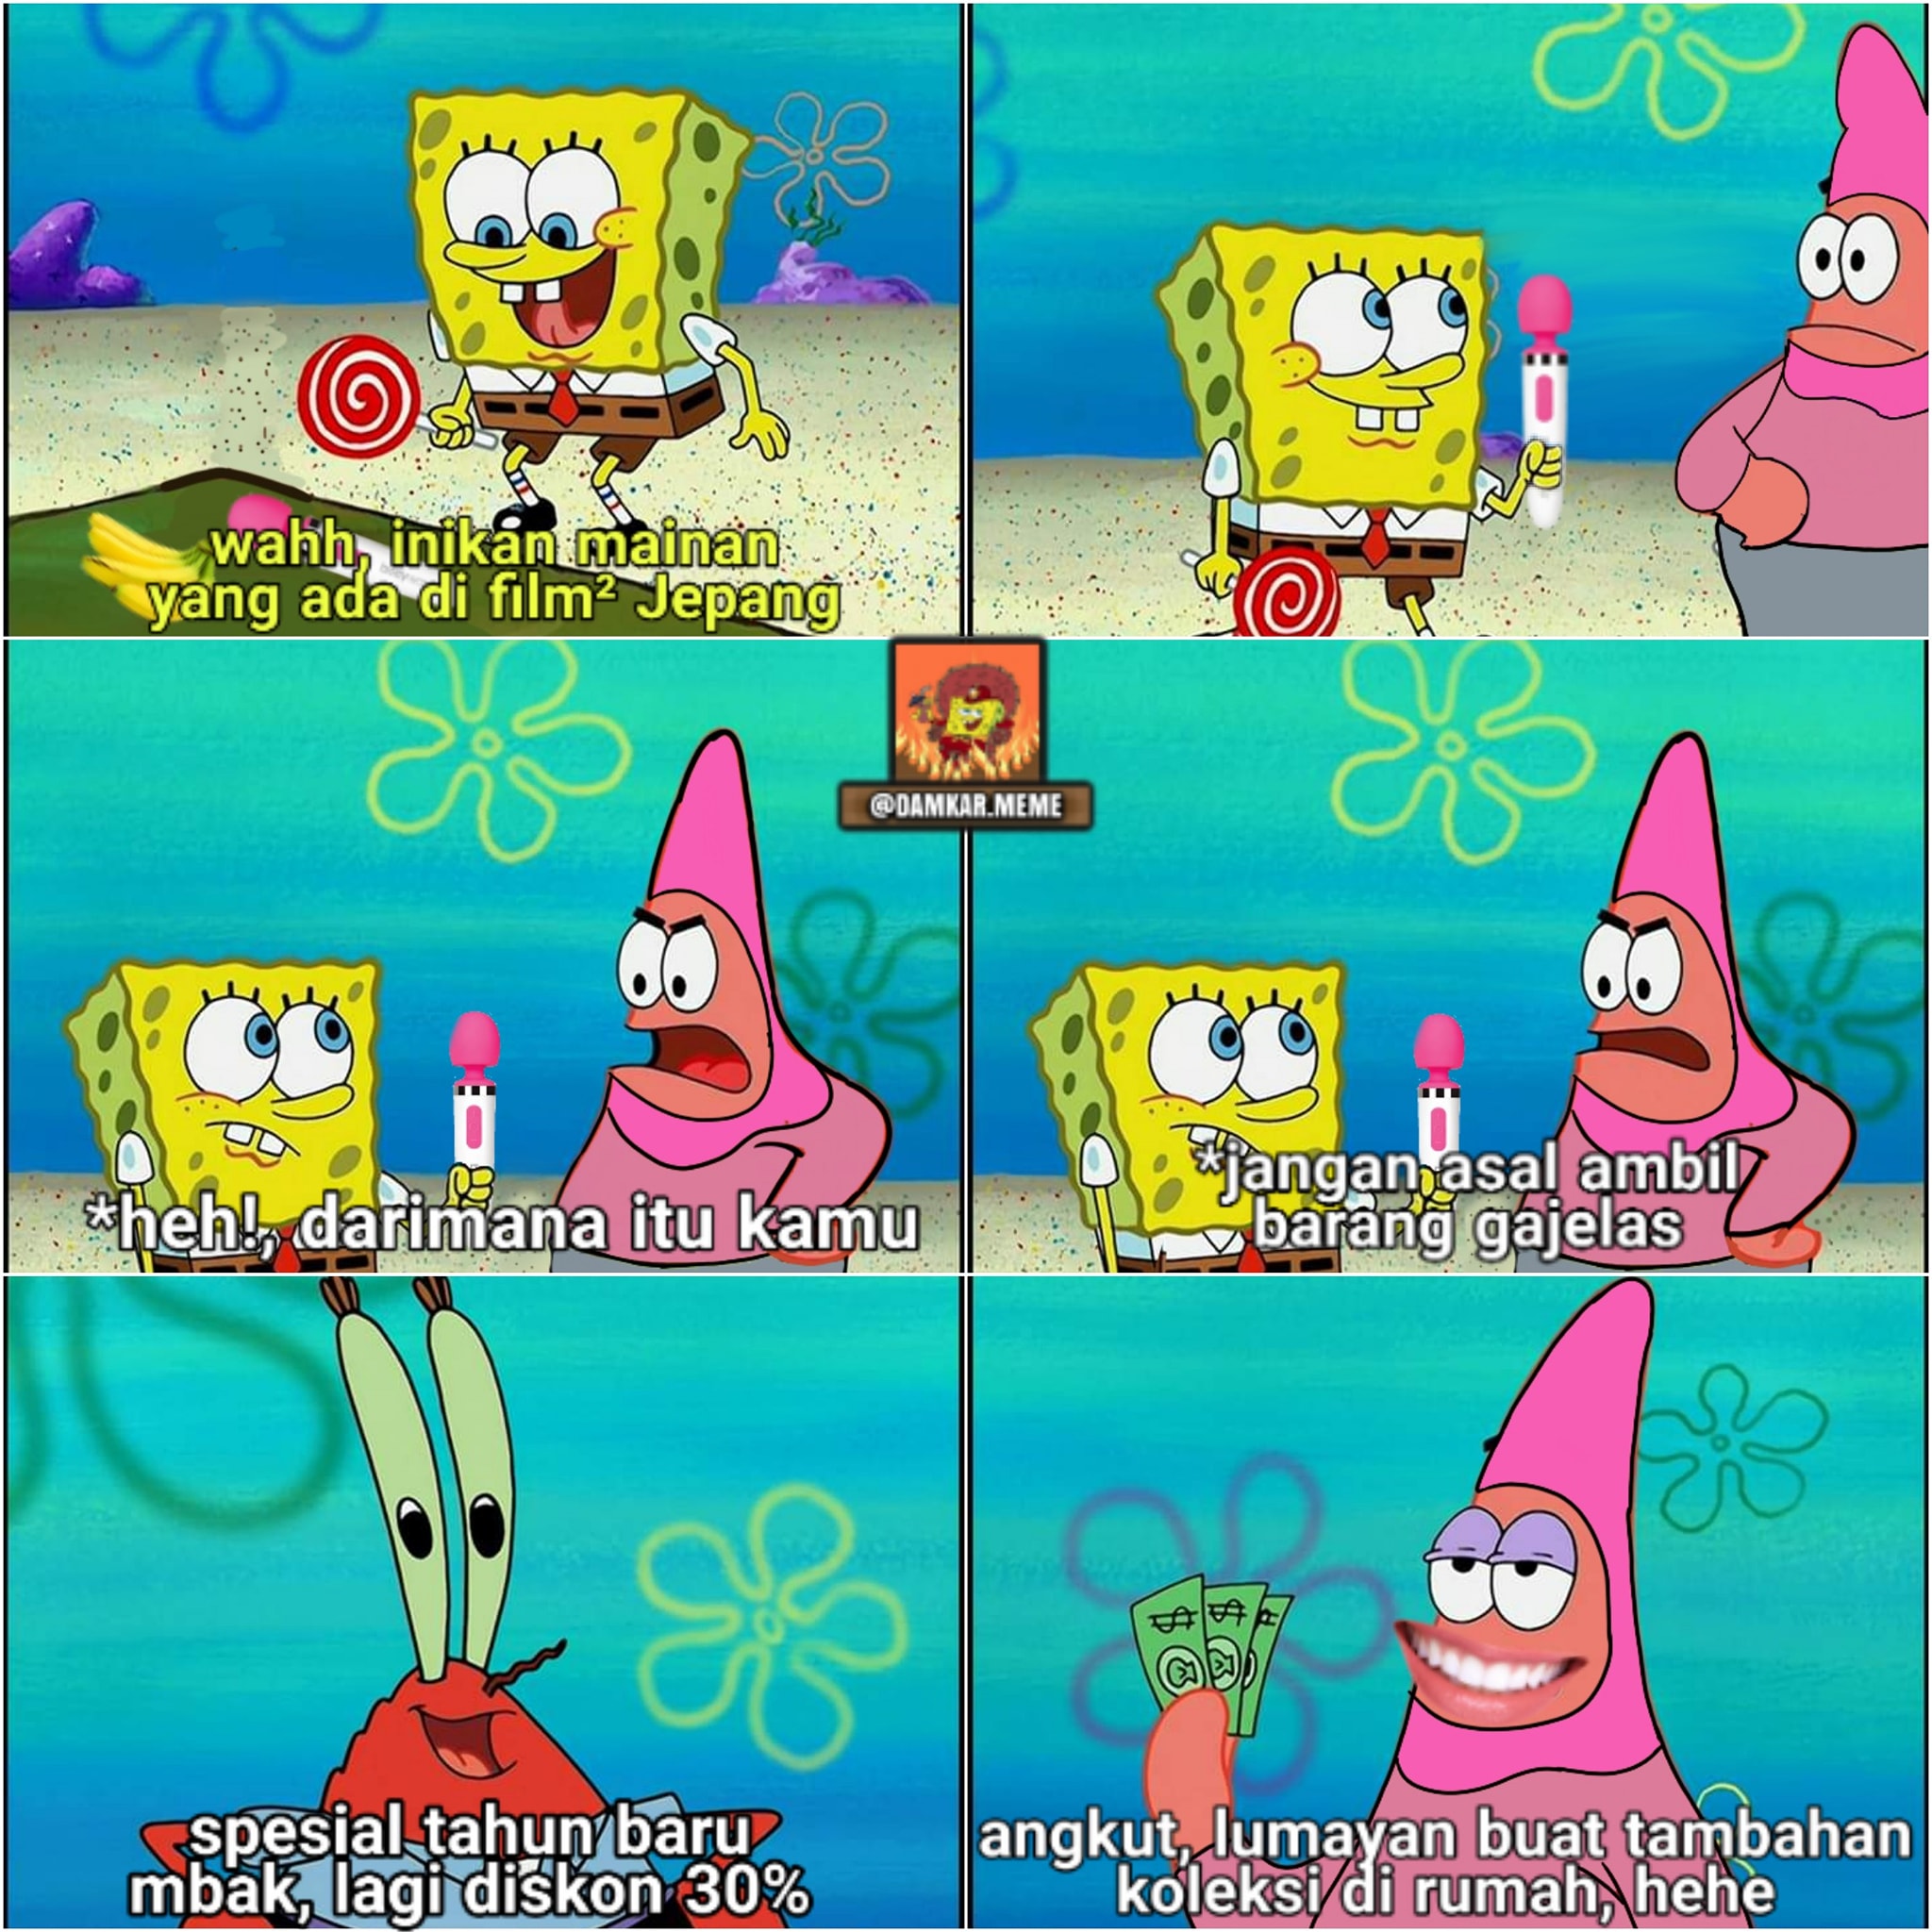 wahh, inikan mainan
yang ada di film² Jepang
@DAMKAR.MEME
*heh!, darimana itu kamu
*jangan asal ambil
barang gajelas
spesial tahun baru
mbak, lagi diskon 30%
angkut, lumayan buat tambahan
koleksi di rumah, hehe